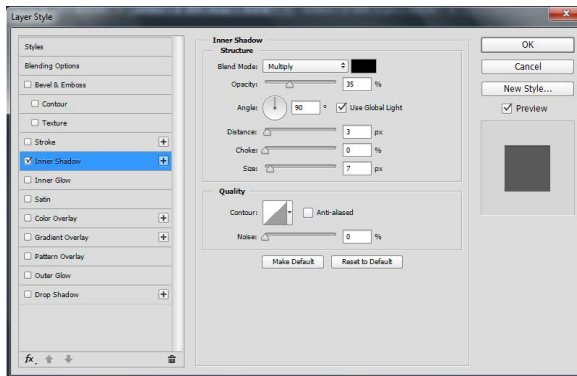 Layer Style
Styles
Blending Options
Bevel & Emboss
Contour
Texture
Stroke
Inner Shadow
Inner Glow
Satin
Color Overlay
Gradient Overlay
Pattern Overlay
Outer Glow
Drop Shadow
fx
Inner Shadow
Structure
Blend Mode: Multiply
Opacity: 35 %
Angle: 90 ° Use Global Light
Distance: 3 px
Choke: 0 %
Size: 7 px
Quality
Contour: Anti-aliased
Noise: 0 %
Make Default Reset to Default
OK
Cancel
New Style...
Preview